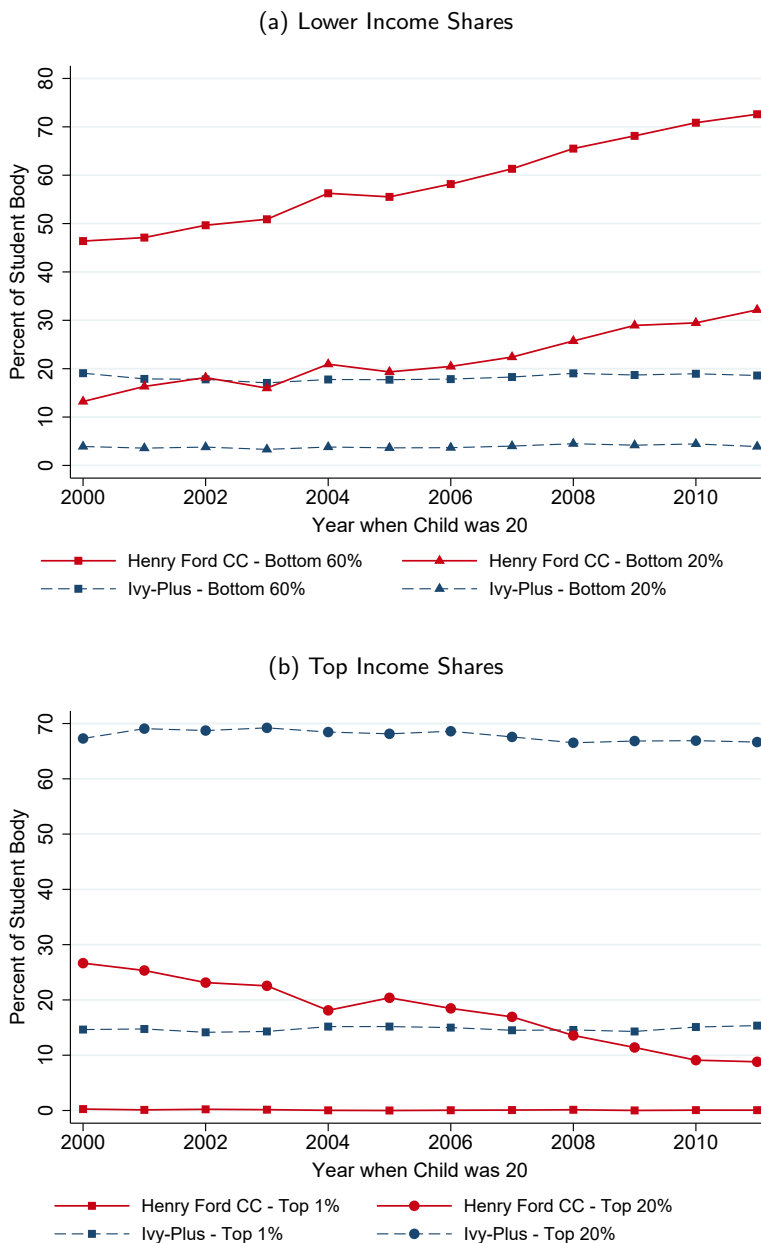 (a) Lower Income Shares
Percent of Student Body
80
70
60
50
40
30
20
10
0
2000 2002 2004 2006 2008 2010
Year when Child was 20
Henry Ford CC - Bottom 60% Henry Ford CC - Bottom 20%
Ivy-Plus - Bottom 60% Ivy-Plus - Bottom 20%
(b) Top Income Shares
Percent of Student Body
70
60
50
40
30
20
10
0
2000 2002 2004 2006 2008 2010
Year when Child was 20
Henry Ford CC - Top 1% Henry Ford CC - Top 20%
Ivy-Plus - Top 1% Ivy-Plus - Top 20%